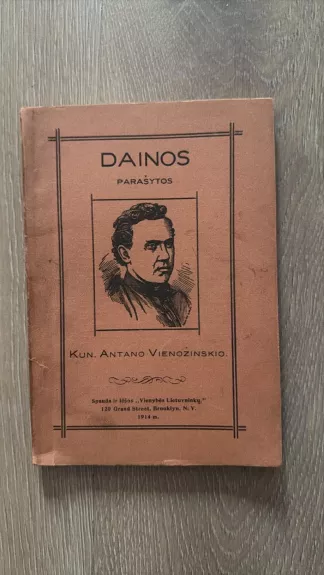 DAINOS
PARAŠYTOS
KUN. ANTANO VIENOŽINSKIO.
Spauda ir lėšos „Vienybės Lietuvninkų."
120 Grand Street, Brooklyn, N. Y.
1914 m.